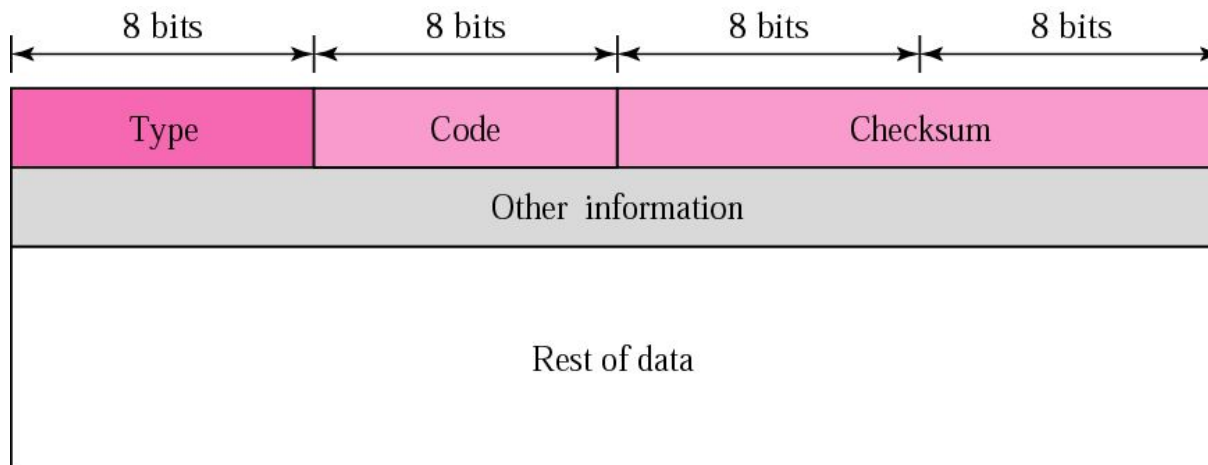 8 bits 8 bits 8 bits 8 bits
Type Code Checksum
Other information
Rest of data